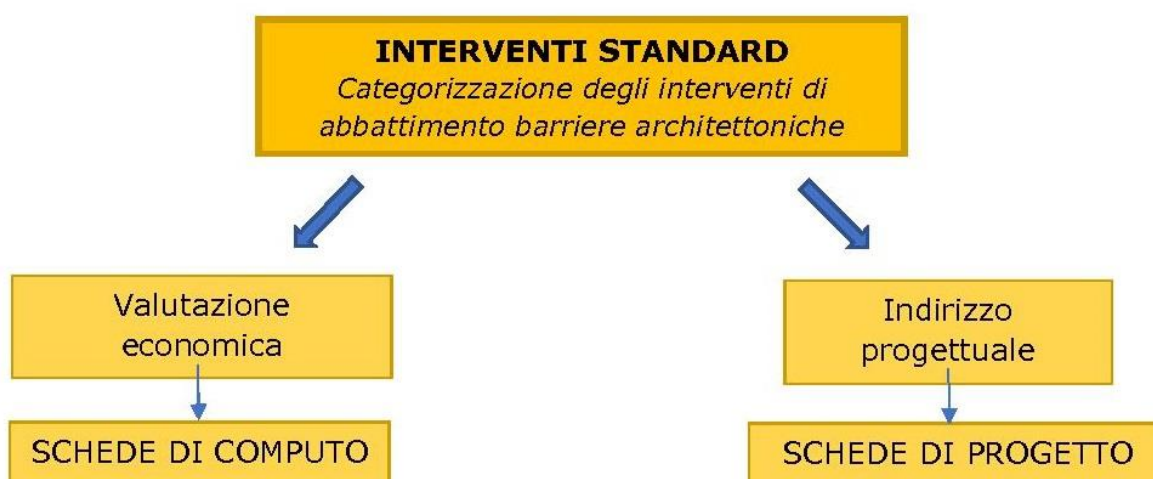 INTERVENTI STANDARD
Categorizzazione degli interventi di
abbattimento barriere architettoniche
Valutazione
economica
Indirizzo
progettuale
SCHEDE DI COMPUTO
SCHEDE DI PROGETTO